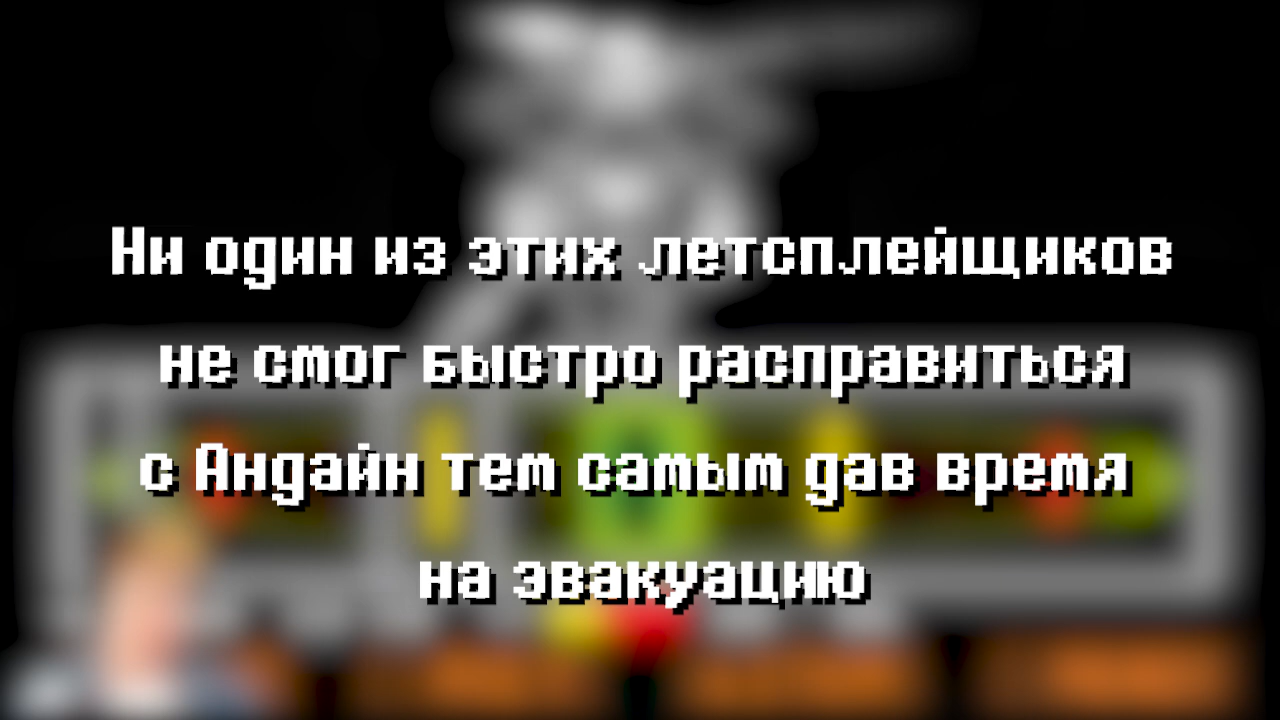 Ни один из этих летсплейщиков
не смог быстро расправиться
с Андайн тем самым дав время
на эвакуацию